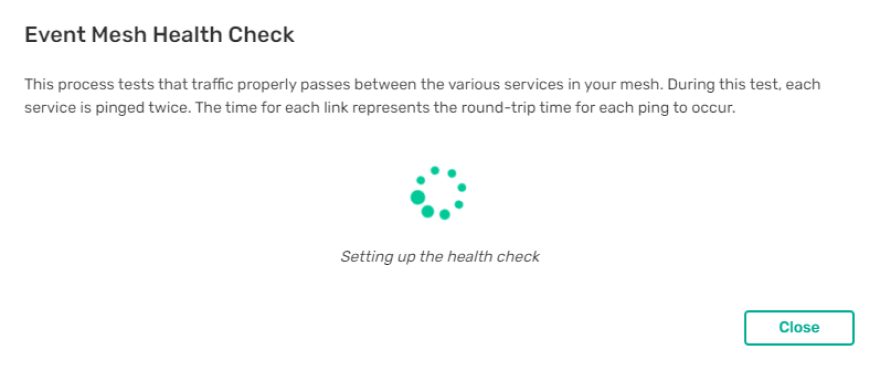 Event Mesh Health Check
This process tests that traffic properly passes between the various services in your mesh. During this test, each
service is pinged twice. The time for each link represents the round-trip time for each ping to occur.
Setting up the health check
Close